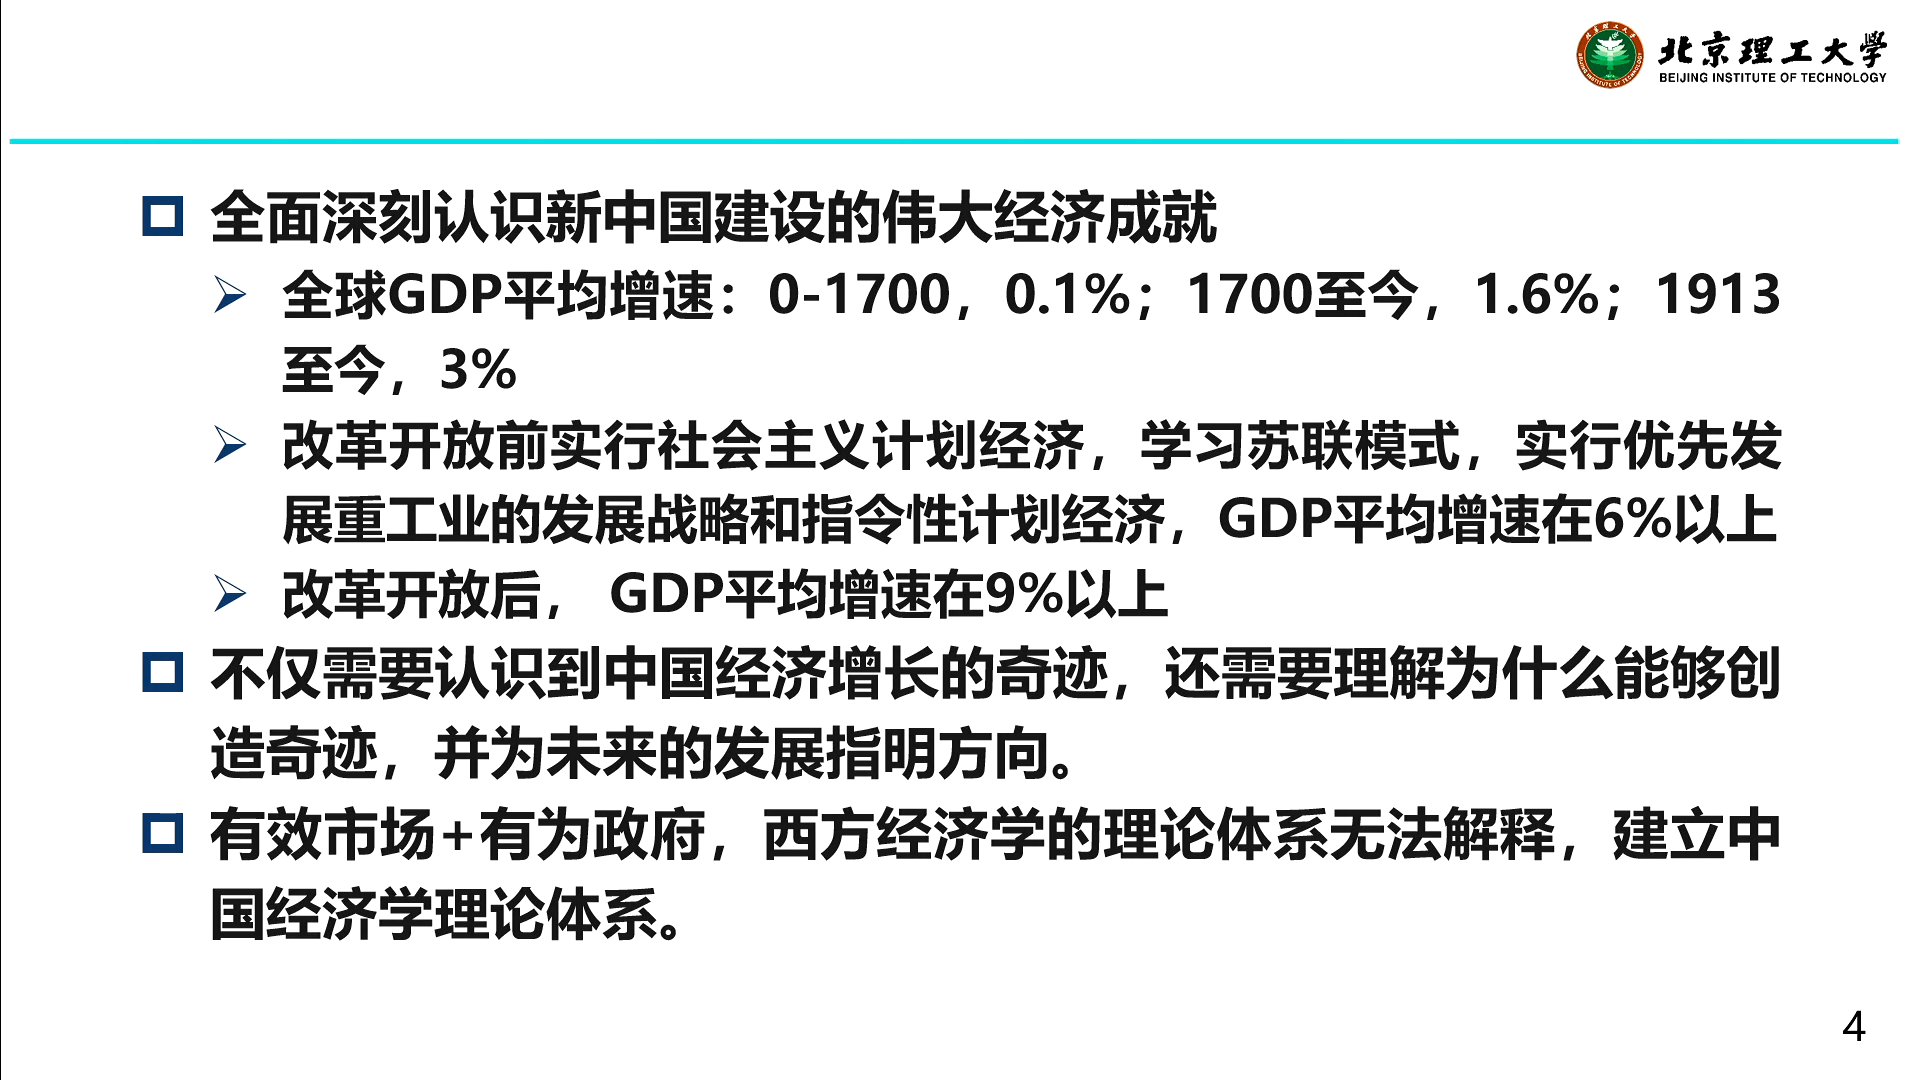 北京理工大学
BEIJING INSTITUTE OF TECHNOLOGY
全面深刻认识新中国建设的伟大经济成就
全球GDP平均增速：0-1700，0.1%；1700至今，1.6%；1913
至今，3%
改革开放前实行社会主义计划经济，学习苏联模式，实行优先发
展重工业的发展战略和指令性计划经济，GDP平均增速在6%以上
改革开放后， GDP平均增速在9%以上
不仅需要认识到中国经济增长的奇迹，还需要理解为什么能够创
造奇迹，并为未来的发展指明方向。
有效市场+有为政府，西方经济学的理论体系无法解释，建立中
国经济学理论体系。
4